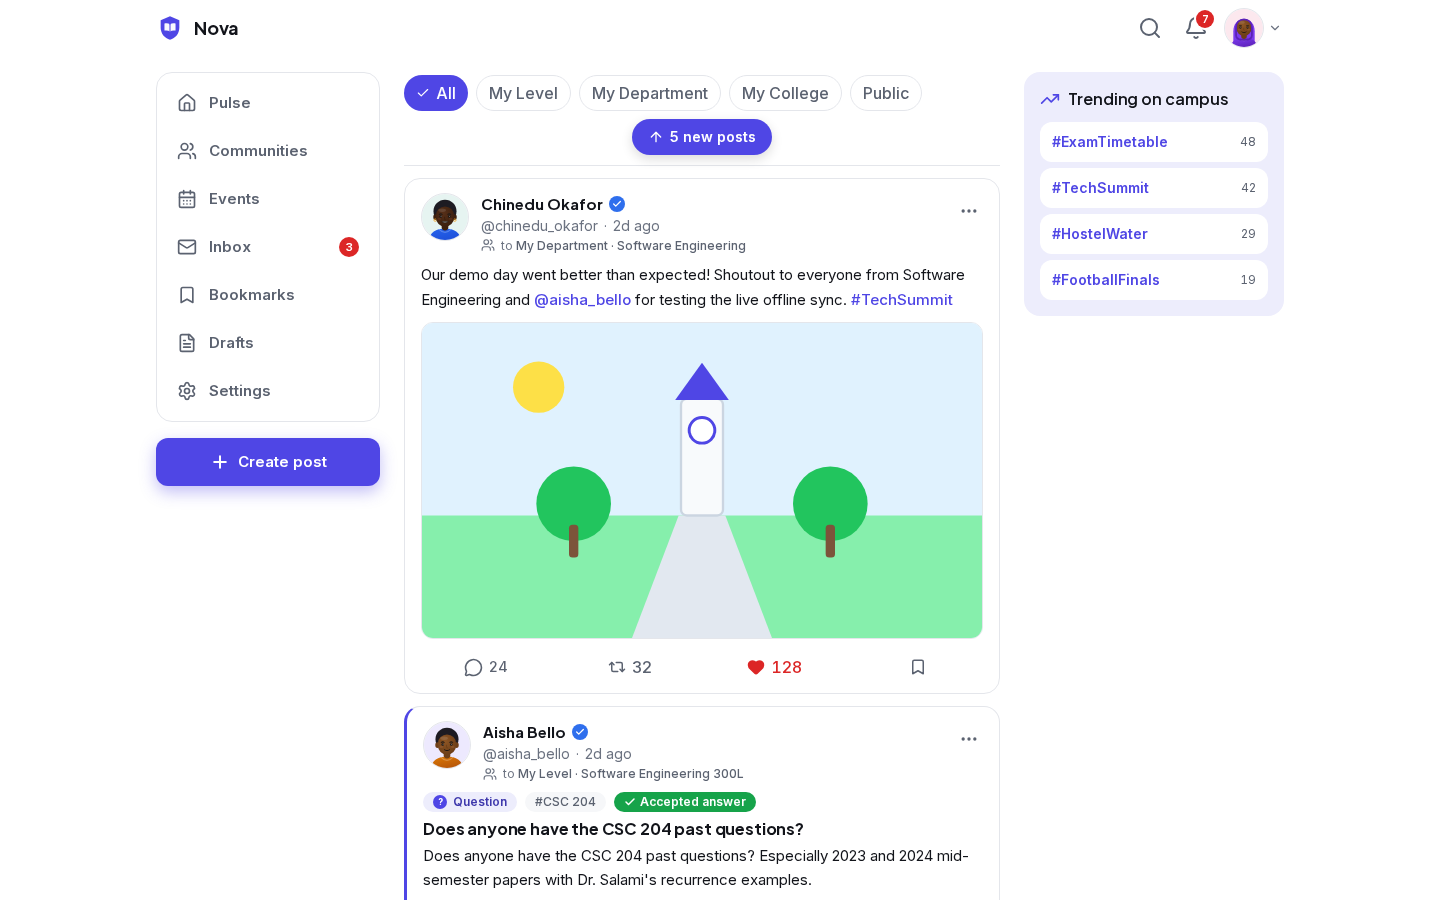 Nova
7
Pulse
Communities
Events
Inbox 3
Bookmarks
Drafts
Settings
Create post
All My Level My Department My College Public
5 new posts
Chinedu Okafor
@chinedu_okafor · 2d ago
to My Department · Software Engineering
Our demo day went better than expected! Shoutout to everyone from Software
Engineering and @aisha_bello for testing the live offline sync. #TechSummit
24 32 128
Aisha Bello
@aisha_bello · 2d ago
to My Level · Software Engineering 300L
? Question #CSC 204 Accepted answer
Does anyone have the CSC 204 past questions?
Does anyone have the CSC 204 past questions? Especially 2023 and 2024 mid-
semester papers with Dr. Salami's recurrence examples.
Trending on campus
#ExamTimetable 48
#TechSummit 42
#HostelWater 29
#FootballFinals 19